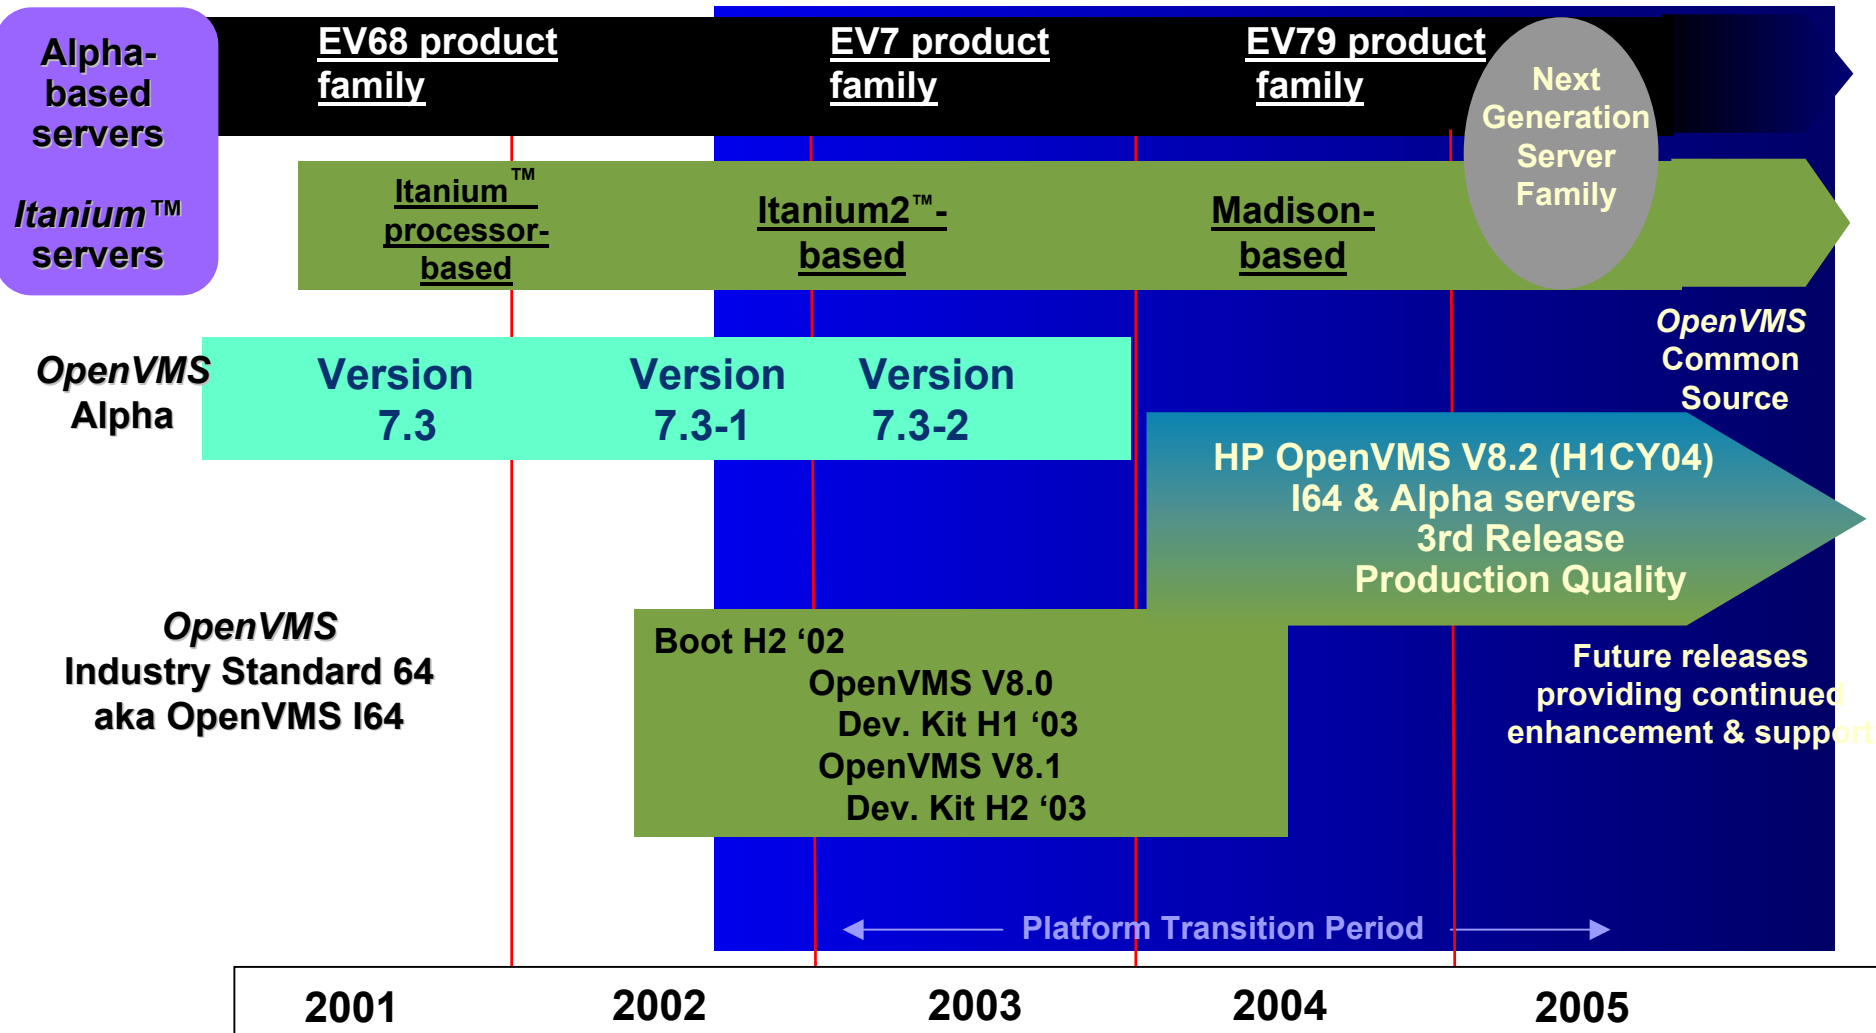 Alpha-
based
servers
Itanium™
servers
EV68 product
family
EV7 product
family
EV79 product
family
Next
Generation
Server
Family
Itanium™
processor-
based
Itanium2™-
based
Madison-
based
OpenVMS
Alpha
Version
7.3
Version
7.3-1
Version
7.3-2
OpenVMS
Common
Source
HP OpenVMS V8.2 (H1CY04)
I64 & Alpha servers
3rd Release
Production Quality
OpenVMS
Industry Standard 64
aka OpenVMS I64
Boot H2 ‘02
OpenVMS V8.0
Dev. Kit H1 ‘03
OpenVMS V8.1
Dev. Kit H2 ‘03
Future releases
providing continued
enhancement & support
Platform Transition Period
2001
2002
2003
2004
2005